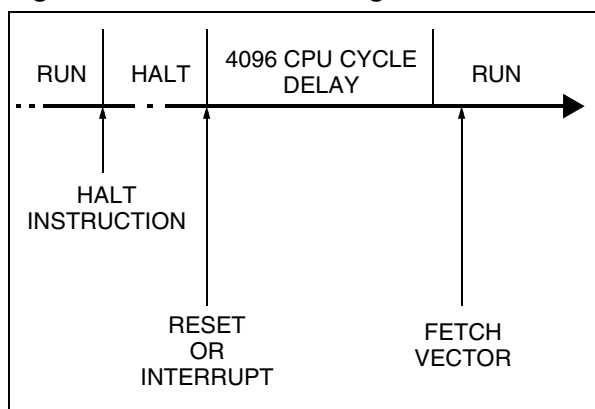 RUN
HALT
4096 CPU CYCLE
DELAY
RUN
HALT
INSTRUCTION
RESET
OR
INTERRUPT
FETCH
VECTOR